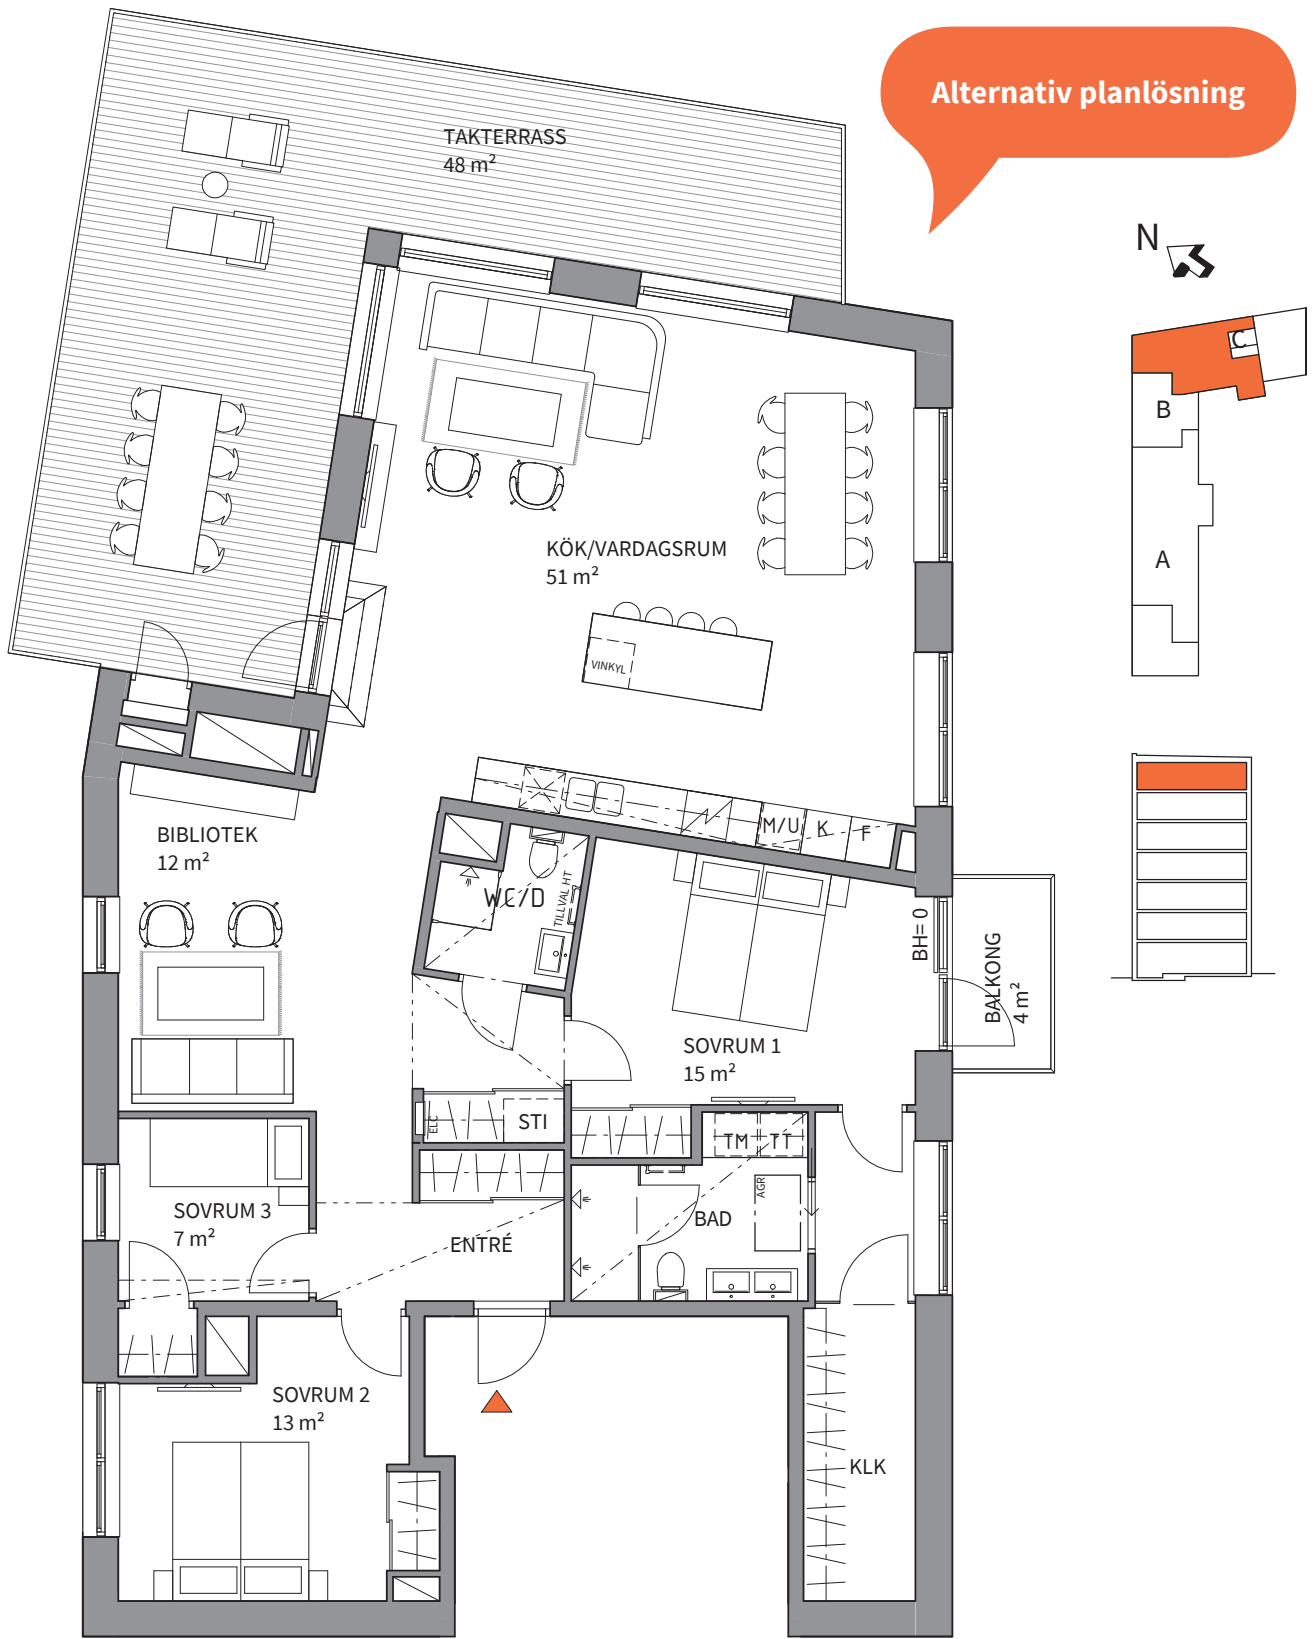 Alternativ planlösning
TAKTERRASS
48 m²
N
C
B
A
KÖK/VARDAGSRUM
51 m²
VINKYL
M/U
K
F
BIBLIOTEK
12 m²
WC/D
TILLVAL HT
BH= 0
BALKONG
4 m²
SOVRUM 1
15 m²
ELC
STI
TM
TT
SOVRUM 3
7 m²
AGR
BAD
ENTRÉ
SOVRUM 2
13 m²
KLK